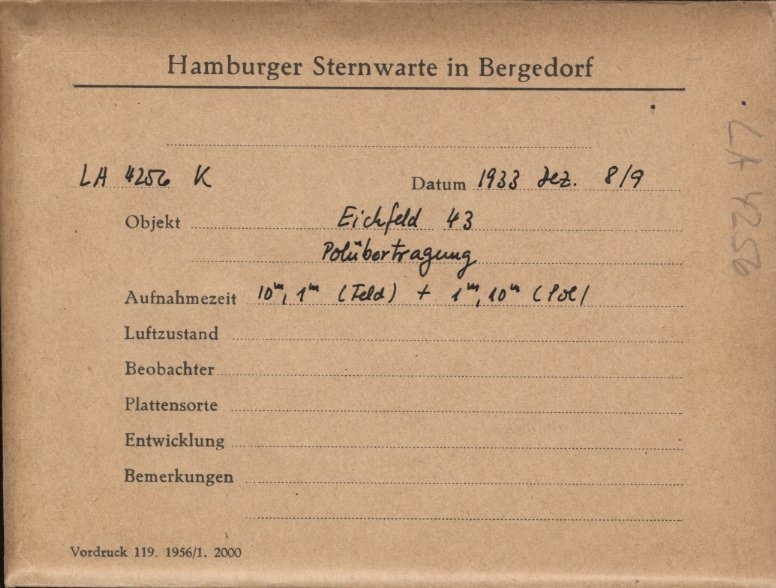 Hamburger Sternwarte in Bergedorf
LA 4256 K Datum 1933 Dez. 8/9
Objekt Eichfeld 43
Polübertragung
Aufnahmezeit 10ᵐ, 1ᵐ (Feld) + 1ᵐ, 10ᵐ (Pol)
Luftzustand
Beobachter
Plattensorte
Entwicklung
Bemerkungen
Vordruck 119. 1956/1. 2000
LA 4256